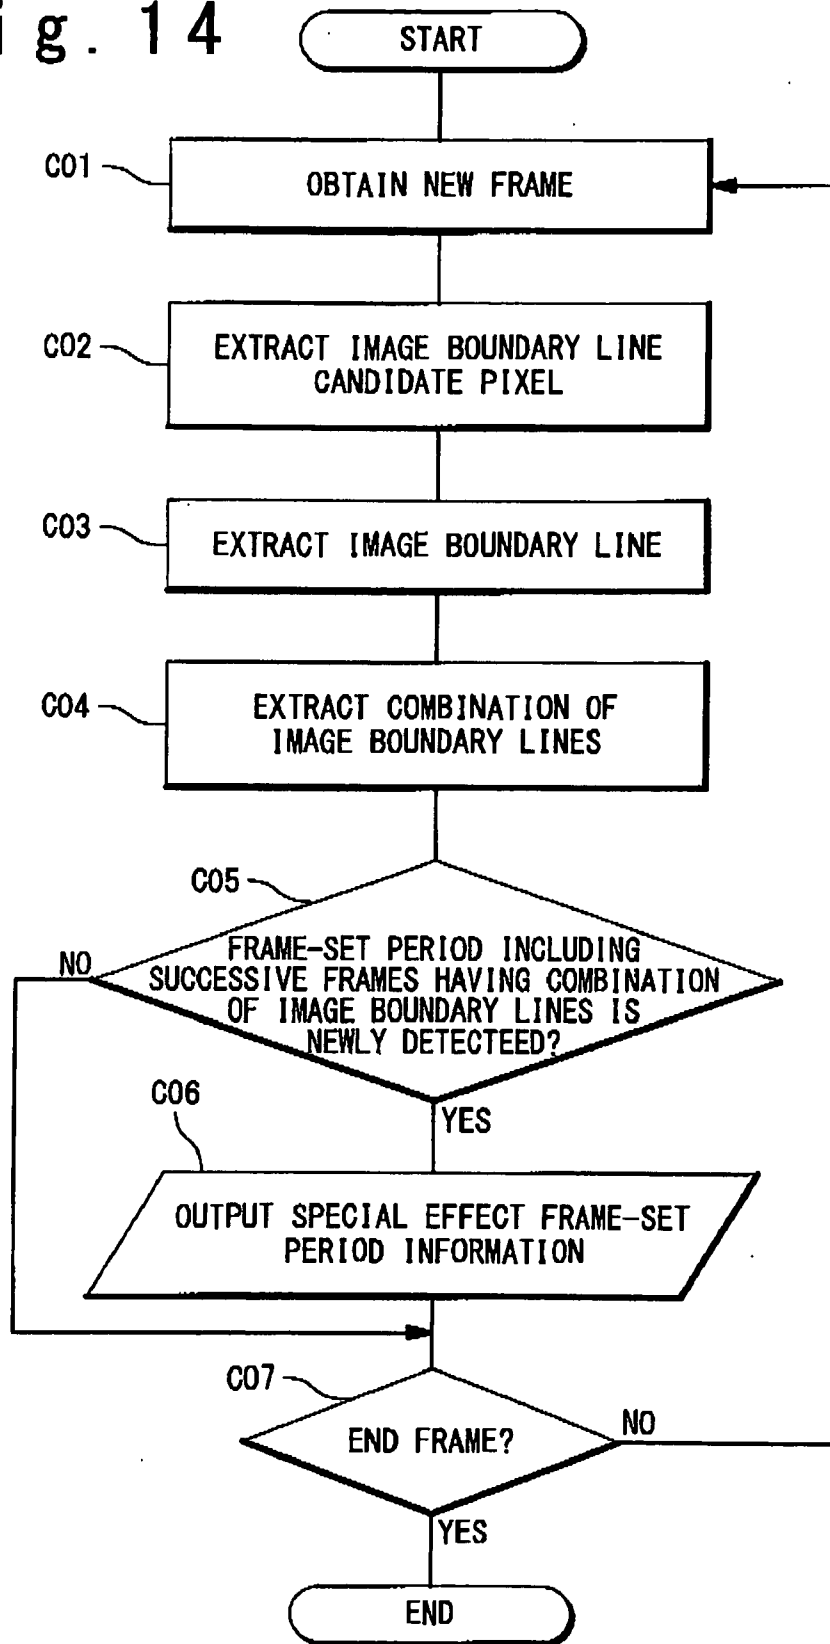 ig. 14
START
C01
OBTAIN NEW FRAME
C02
EXTRACT IMAGE BOUNDARY LINE
CANDIDATE PIXEL
C03
EXTRACT IMAGE BOUNDARY LINE
C04
EXTRACT COMBINATION OF
IMAGE BOUNDARY LINES
C05
NO
FRAME-SET PERIOD INCLUDING
SUCCESSIVE FRAMES HAVING COMBINATION
OF IMAGE BOUNDARY LINES IS
NEWLY DETECTEED?
YES
C06
OUTPUT SPECIAL EFFECT FRAME-SET
PERIOD INFORMATION
C07
END FRAME?
NO
YES
END